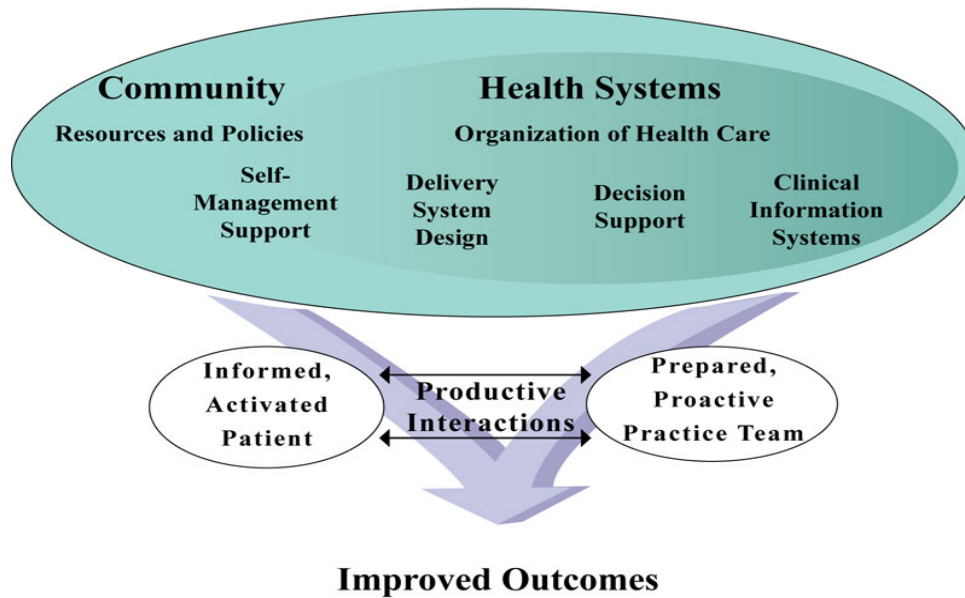 Community
Resources and Policies
Health Systems
Organization of Health Care
Self-
Management
Support
Delivery
System
Design
Decision
Support
Clinical
Information
Systems
Informed,
Activated
Patient
Productive
Interactions
Prepared,
Proactive
Practice Team
Improved Outcomes